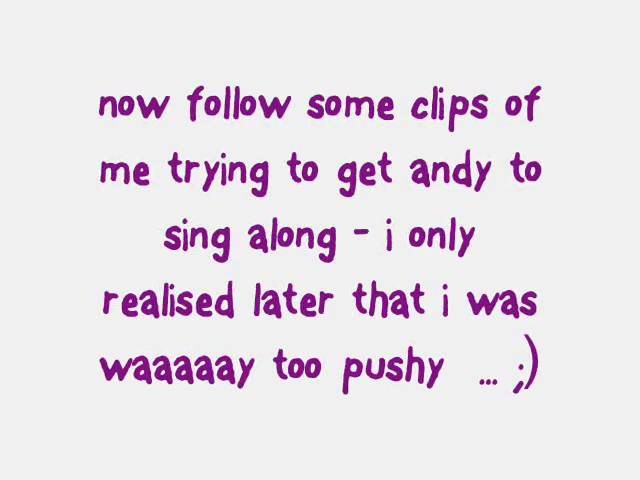 now follow some clips of
me trying to get andy to
sing along - i only
realised later that i was
waaaaay too pushy ... ;)